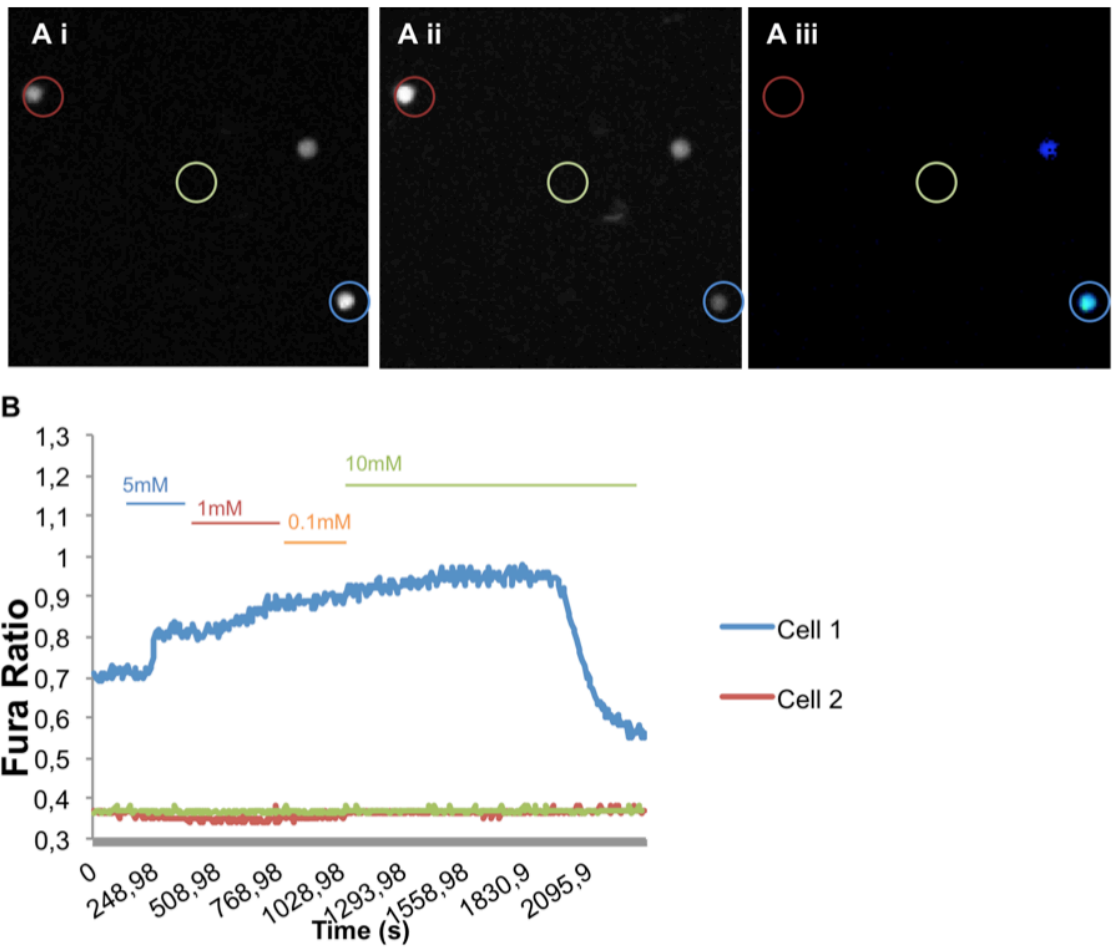 A i
A ii
A iii
B
1,3
1,2
1,1
1
0,9
0,8
0,7
0,6
0,5
0,4
0,3
Fura Ratio
5mM
1mM
0.1mM
10mM
Cell 1
Cell 2
0
248,98
508,98
768,98
1028,98
1293,98
1558,98
1830,9
2095,9
Time (s)